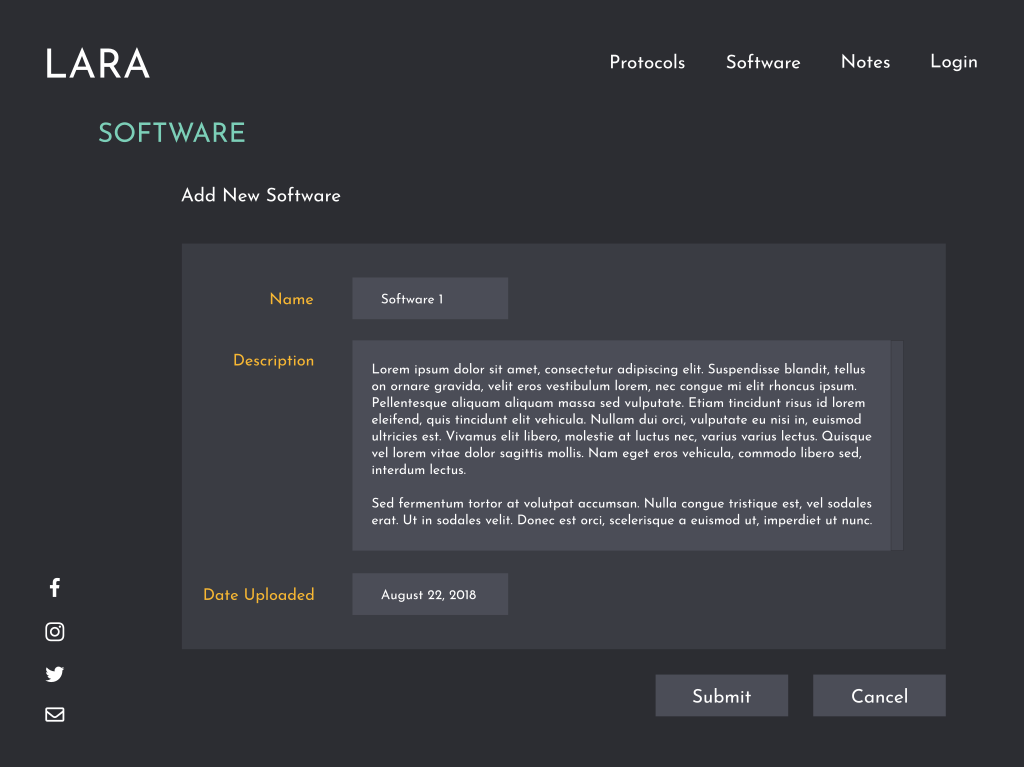 LARA
Protocols
Software
Notes
Login
SOFTWARE
Add New Software
Name
Software 1
Description
Lorem ipsum dolor sit amet, consectetur adipiscing elit. Suspendisse blandit, tellus
on ornare gravida, velit eros vestibulum lorem, nec congue mi elit rhoncus ipsum.
Pellentesque aliquam aliquam massa sed vulputate. Etiam tincidunt risus id lorem
eleifend, quis tincidunt elit vehicula. Nullam dui orci, vulputate eu nisi in, euismod
ultricies est. Vivamus elit libero, molestie at luctus nec, varius varius lectus. Quisque
vel lorem vitae dolor sagittis mollis. Nam eget eros vehicula, commodo libero sed,
interdum lectus.
Sed fermentum tortor at volutpat accumsan. Nulla congue tristique est, vel sodales
erat. Ut in sodales velit. Donec est orci, scelerisque a euismod ut, imperdiet ut nunc.
Date Uploaded
August 22, 2018
Submit
Cancel